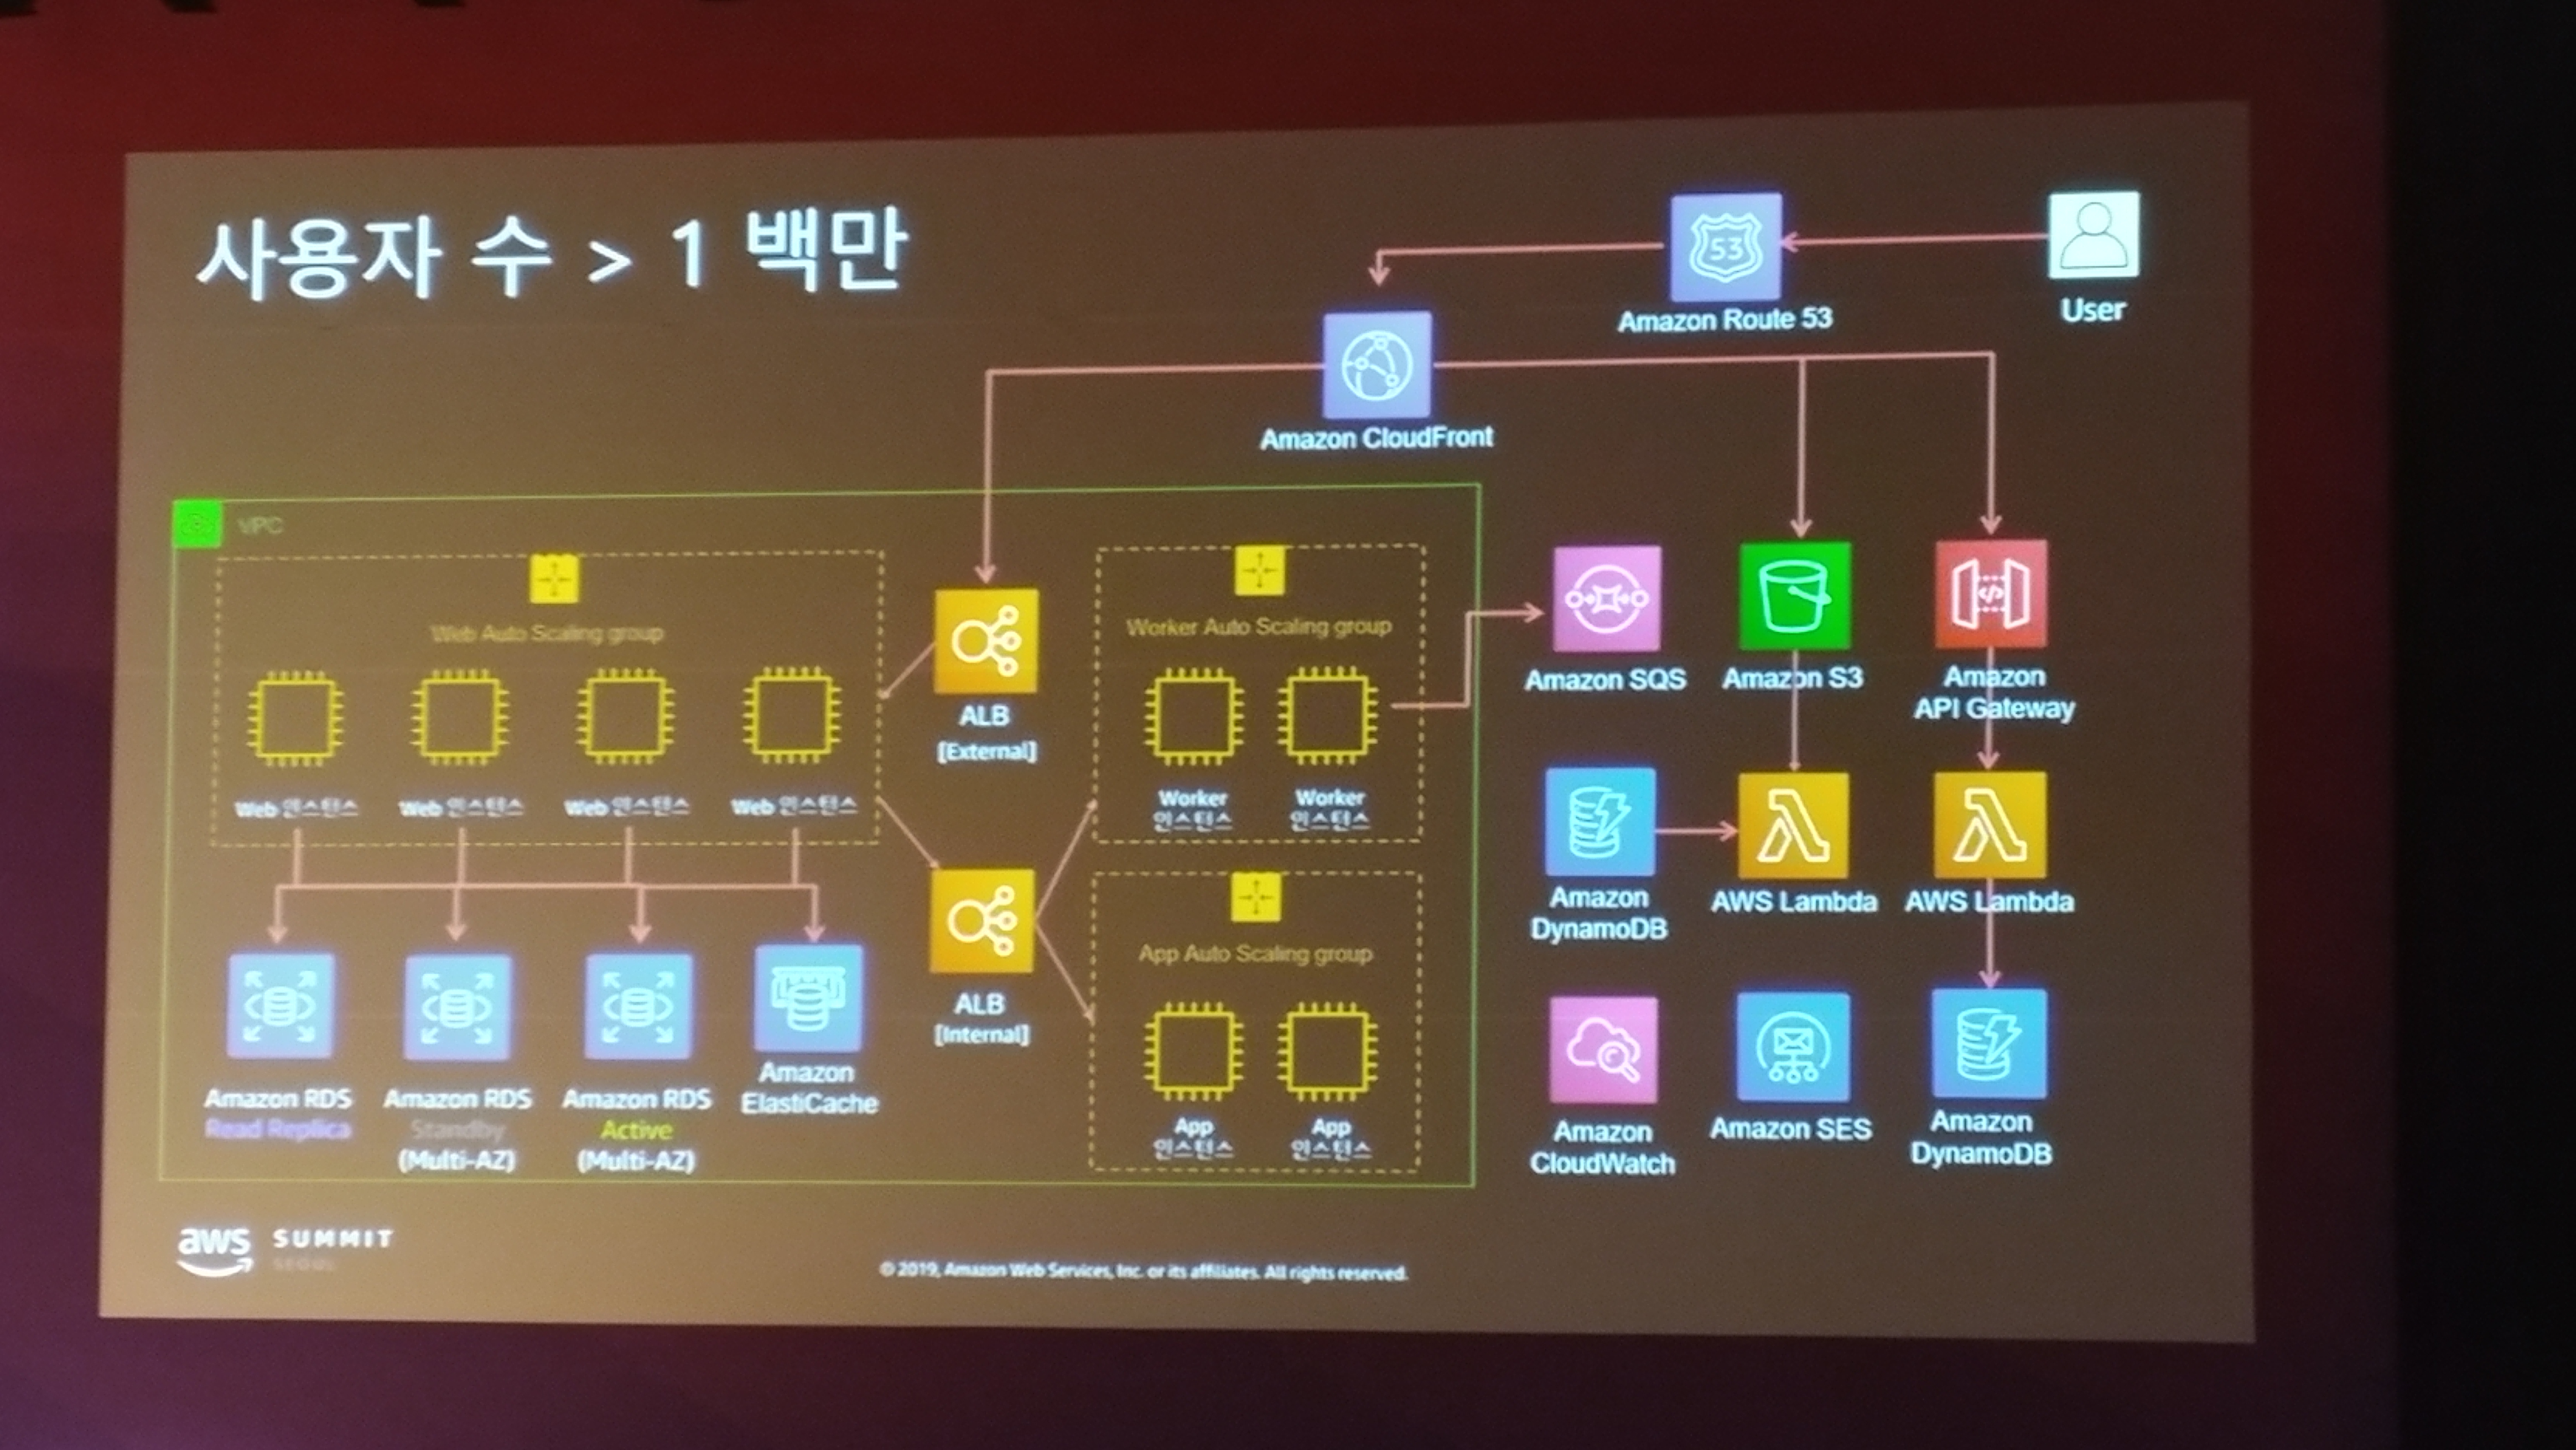 사용자 수 > 1 백만
53
Amazon Route 53
User
Amazon CloudFront
VPC
Web Auto Scaling group
Web 인스턴스
Web 인스턴스
Web 인스턴스
Web 인스턴스
ALB
[External]
Worker Auto Scaling group
Worker
인스턴스
Worker
인스턴스
Amazon SQS
Amazon S3
</>
Amazon
API Gateway
Amazon RDS
Read Replica
Amazon RDS
Standby
(Multi-AZ)
Amazon RDS
Active
(Multi-AZ)
Amazon
ElastiCache
ALB
[Internal]
App Auto Scaling group
App
인스턴스
App
인스턴스
Amazon
DynamoDB
AWS Lambda
AWS Lambda
Amazon
CloudWatch
Amazon SES
Amazon
DynamoDB
aws SUMMIT
SEOUL
© 2019, Amazon Web Services, Inc. or its affiliates. All rights reserved.